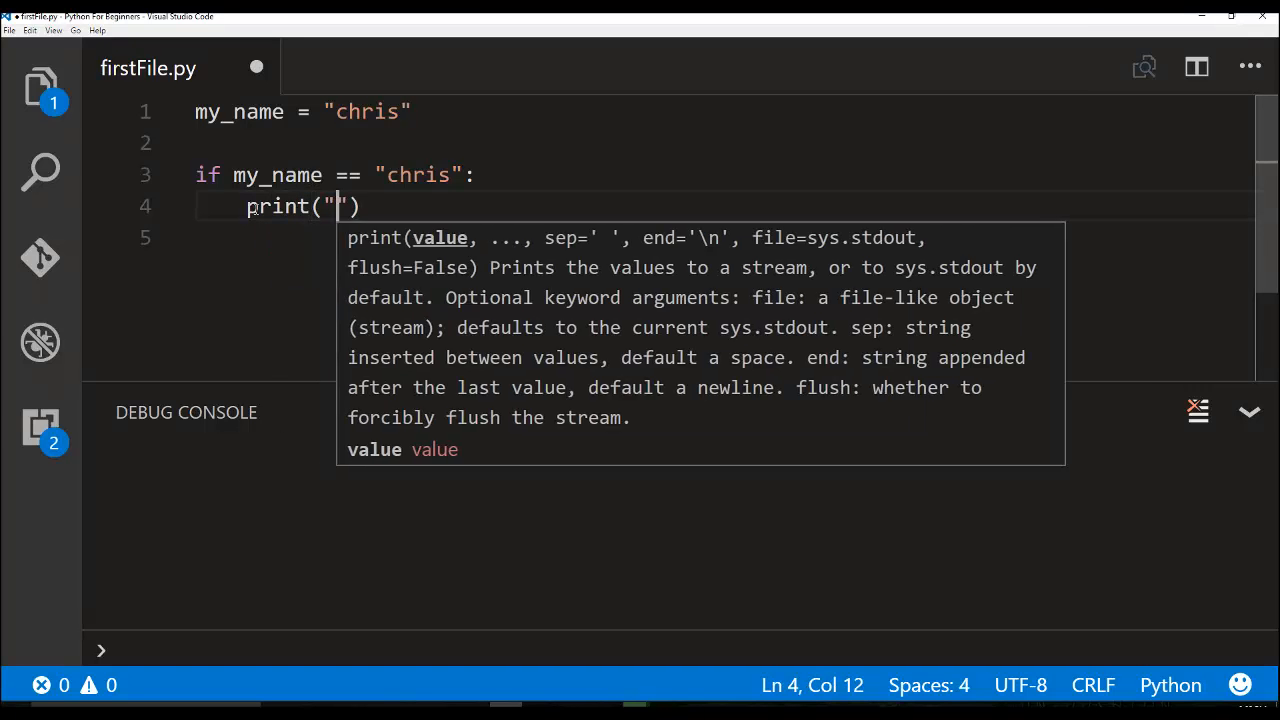 firstFile.py - Python For Beginners - Visual Studio Code
File Edit View Go Help
firstFile.py
1 my_name = "chris"
2
3 if my_name == "chris":
4 print("")
5
print(value, ..., sep=' ', end='\n', file=sys.stdout,
flush=False) Prints the values to a stream, or to sys.stdout by
default. Optional keyword arguments: file: a file-like object
(stream); defaults to the current sys.stdout. sep: string
inserted between values, default a space. end: string appended
after the last value, default a newline. flush: whether to
forcibly flush the stream.
value value
1
2
DEBUG CONSOLE
0 0 Ln 4, Col 12 Spaces: 4 UTF-8 CRLF Python